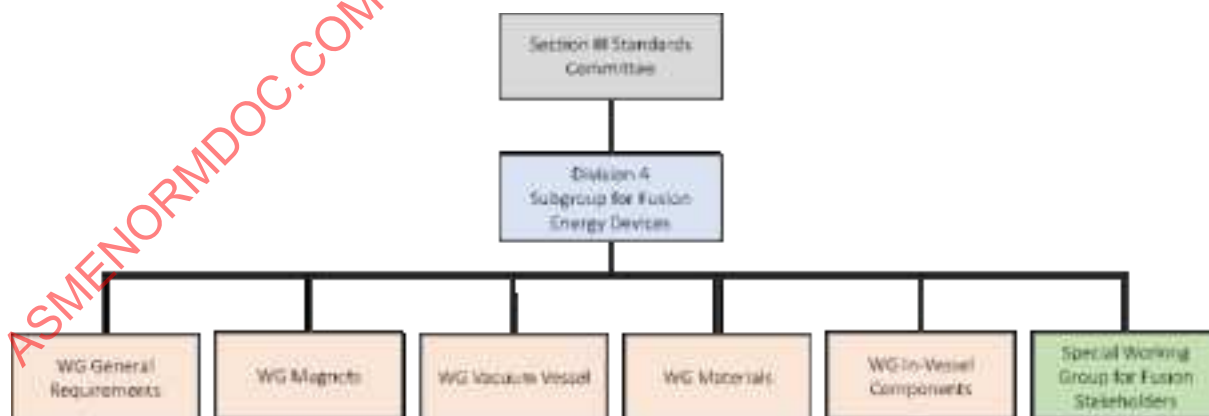 Section III Standards
Committee
Division 4
Subgroup for Fusion
Energy Devices
WG General
Requirements
WG Magnets
WG Vacuum Vessel
WG Materials
WG In-Vessel
Components
Special Working
Group for Fusion
Stakeholders
ASMENORMDOC.COM